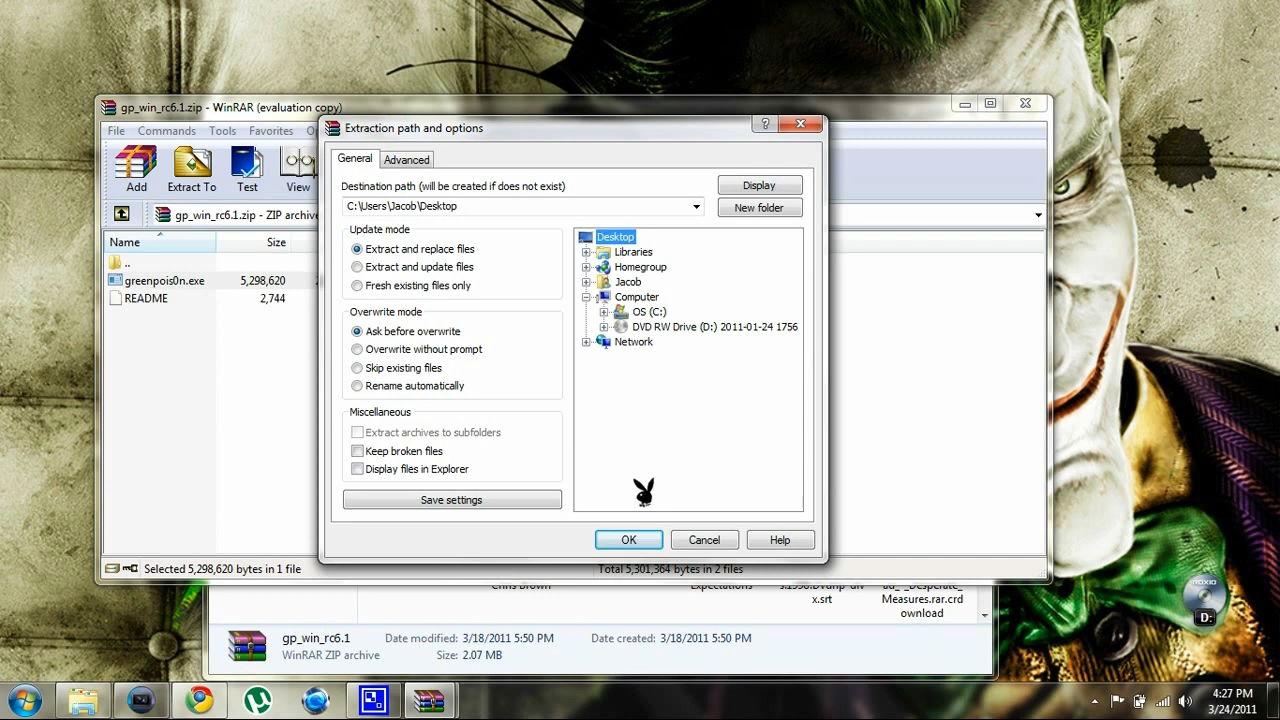 gp_win_rc6.1.zip - WinRAR (evaluation copy)
File Commands Tools Favorites
Add Extract To Test View
gp_win_rc6.1.zip - ZIP archive
Name Size
..
greenpois0n.exe 5,298,620
README 2,744
Selected 5,298,620 bytes in 1 file
Total 5,301,364 bytes in 2 files
Extraction path and options
General Advanced
Destination path (will be created if does not exist)
C:\Users\Jacob\Desktop
Display
New folder
Update mode
Extract and replace files
Extract and update files
Fresh existing files only
Overwrite mode
Ask before overwrite
Overwrite without prompt
Skip existing files
Rename automatically
Miscellaneous
Extract archives to subfolders
Keep broken files
Display files in Explorer
Save settings
Desktop
Libraries
Homegroup
Jacob
Computer
OS (C:)
DVD RW Drive (D:) 2011-01-24 1756
Network
OK Cancel Help
Chris Brown Expectations
x.srt
Measures.rar.crd
ownload
gp_win_rc6.1 Date modified: 3/18/2011 5:50 PM Date created: 3/18/2011 5:50 PM
WinRAR ZIP archive Size: 2.07 MB
ROXIO
D:
4:27 PM
3/24/2011